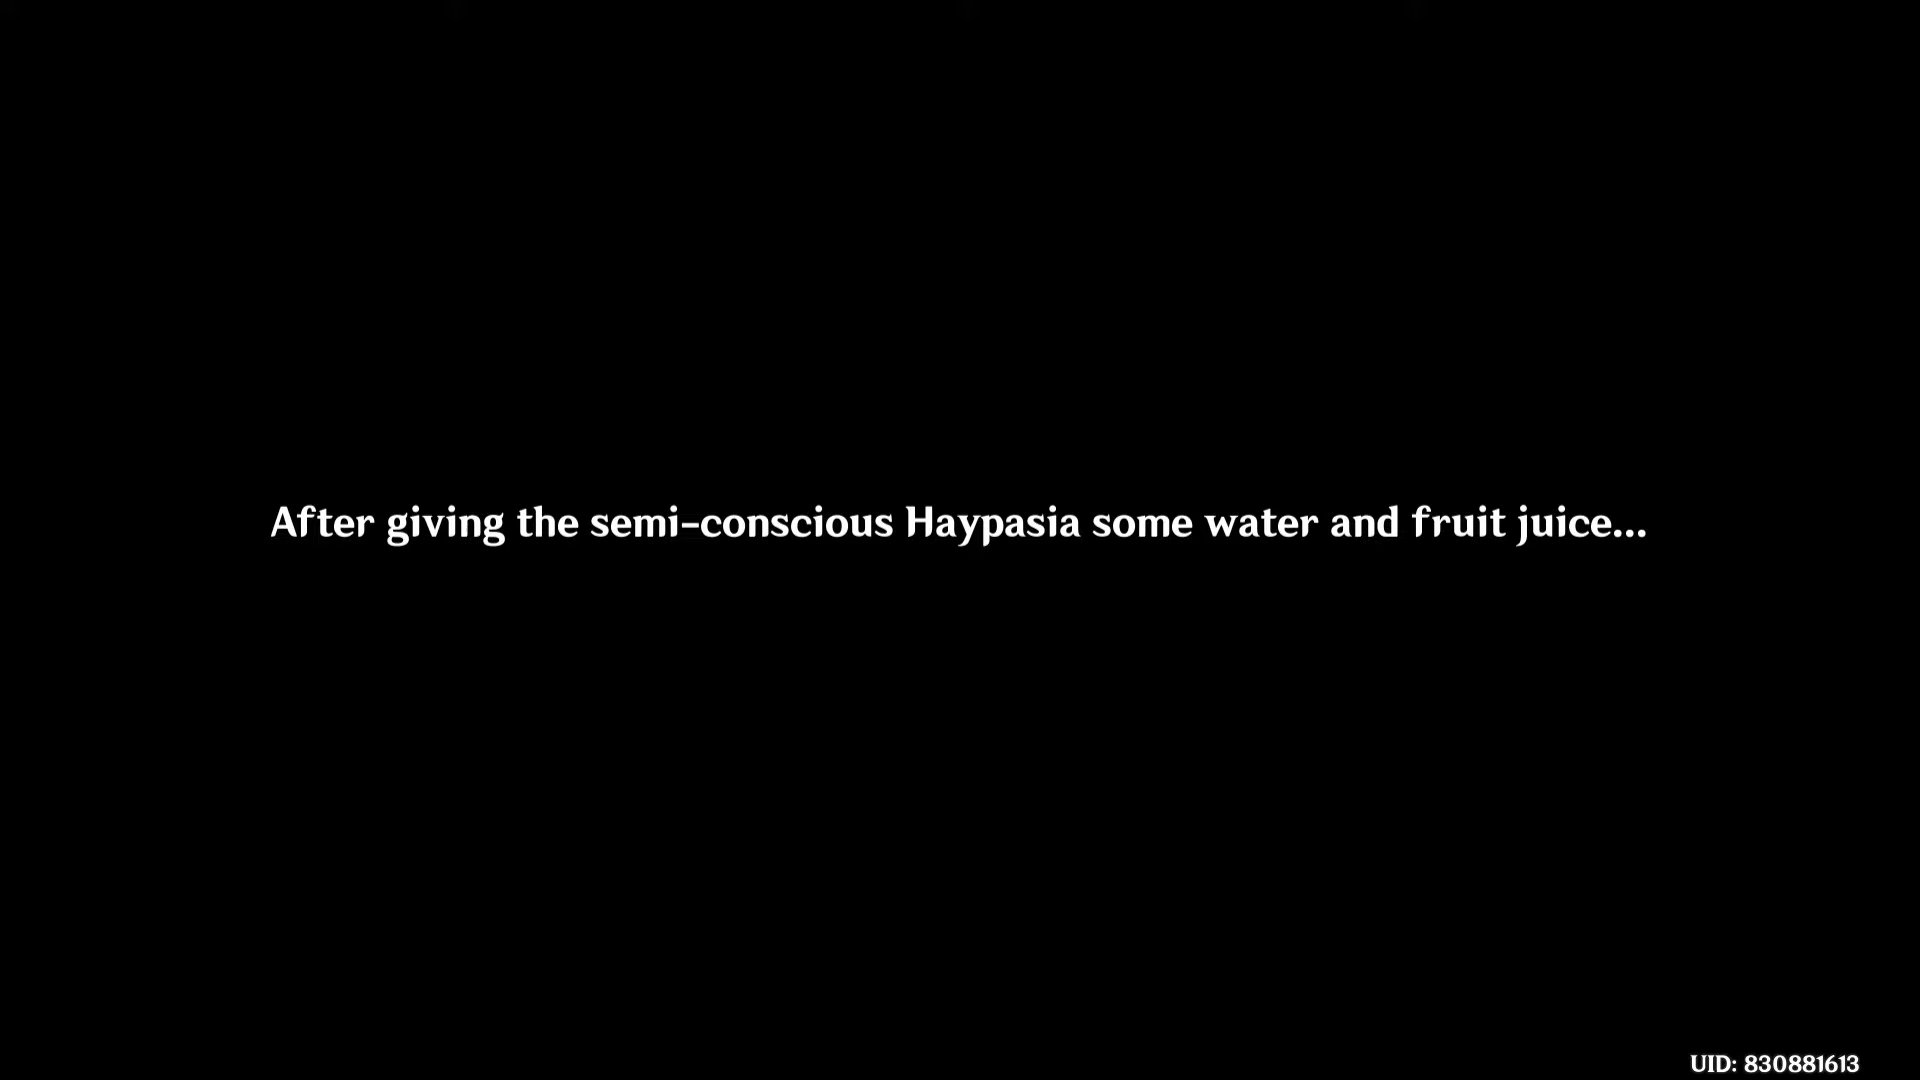 After giving the semi-conscious Haypasia some water and fruit juice...
UID: 830881613